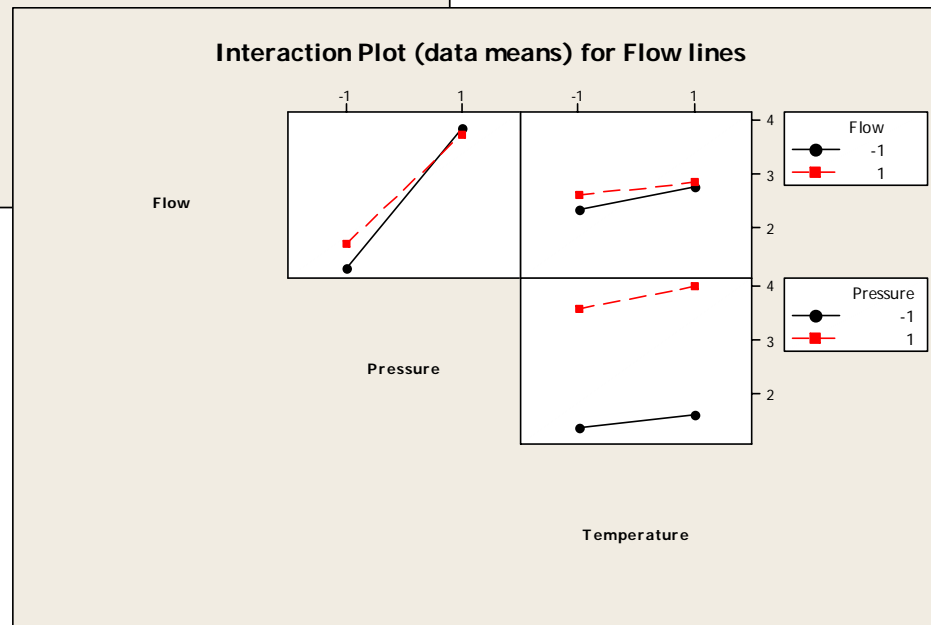 Interaction Plot (data means) for Flow lines
-1 1 -1 1
Flow
4
3
2
Flow
-1
1
Pressure
4
3
2
Pressure
-1
1
Temperature